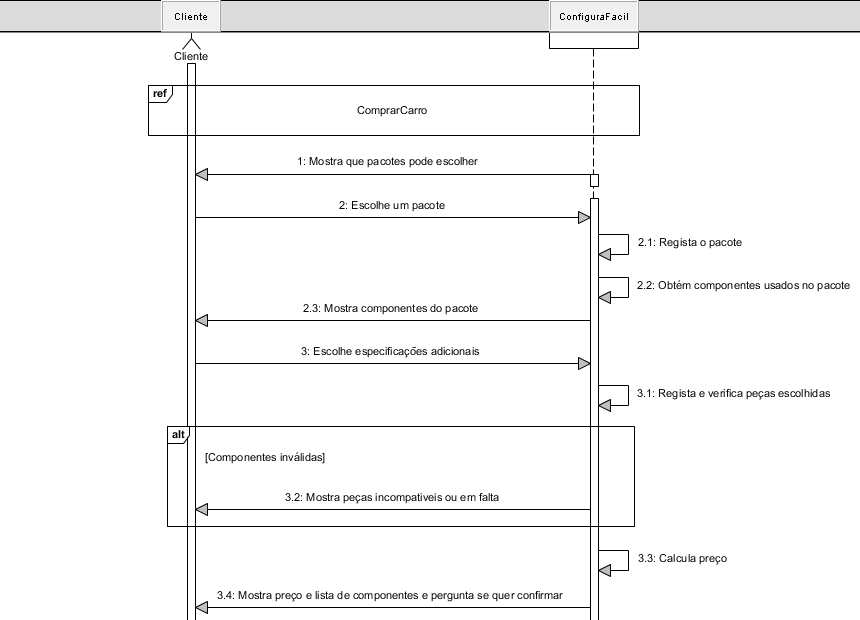 Cliente
ConfiguraFacil
Cliente
ref
ComprarCarro
1: Mostra que pacotes pode escolher
2: Escolhe um pacote
2.1: Regista o pacote
2.2: Obtém componentes usados no pacote
2.3: Mostra componentes do pacote
3: Escolhe especificações adicionais
3.1: Regista e verifica peças escolhidas
alt
[Componentes inválidas]
3.2: Mostra peças incompativeis ou em falta
3.3: Calcula preço
3.4: Mostra preço e lista de componentes e pergunta se quer confirmar